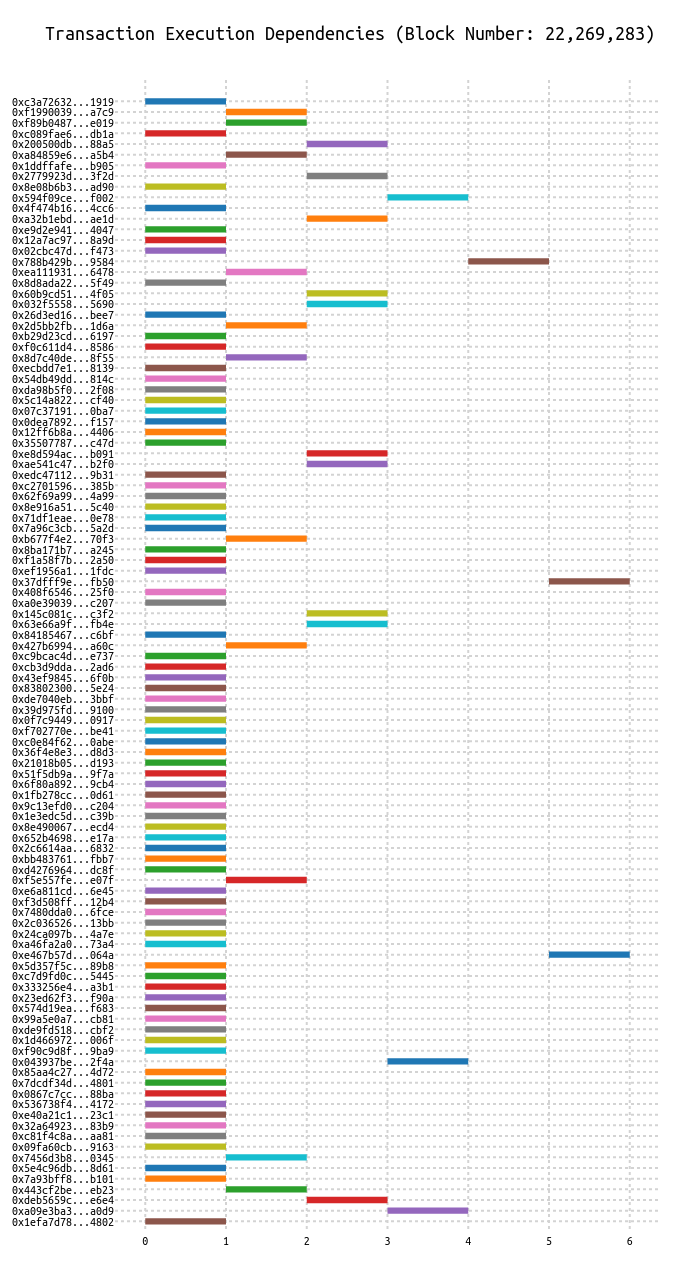 Transaction Execution Dependencies (Block Number: 22,269,283)
0xc3a72632...1919
0xf1990039...a7c9
0xf89b0487...e019
0xc089fae6...db1a
0x200500db...88a5
0xa84859e6...a5b4
0x1ddffafe...b905
0x2779923d...3f2d
0x8e08b6b3...ad90
0x594f09ce...f002
0x4f474b16...4cc6
0xa32b1ebd...ae1d
0xe9d2e941...4047
0x12a7ac97...8a9d
0x02cbc47d...f473
0x788b429b...9584
0xea111931...6478
0x8d8ada22...5f49
0x60b9cd51...4f05
0x032f5558...5690
0x26d3ed16...bee7
0x2d5bb2fb...1d6a
0xb29d23cd...6197
0xf0c611d4...8586
0x8d7c40de...8f55
0xecbdd7e1...8139
0x54db49dd...814c
0xda98b5f0...2f08
0x5c14a822...cf40
0x07c37191...0ba7
0x0dea7892...f157
0x12ff6b8a...4406
0x35507787...c47d
0xe8d594ac...b091
0xae541c47...b2f0
0xedc47112...9b31
0xc2701596...385b
0x62f69a99...4a99
0x8e916a51...5c40
0x71df1eae...0e78
0x7a96c3cb...5a2d
0xb677f4e2...70f3
0x8ba171b7...a245
0xf1a58f7b...2a50
0xef1956a1...1fdc
0x37dfff9e...fb50
0x408f6546...25f0
0xa0e39039...c207
0x145c081c...c3f2
0x63e66a9f...fb4e
0x84185467...c6bf
0x427b6994...a60c
0xc9bcac4d...e737
0xcb3d9dda...2ad6
0x43ef9845...6f0b
0x83802300...5e24
0xde7040eb...3bbf
0x39d975fd...9100
0x0f7c9449...0917
0xf702770e...be41
0xc0e84f62...0abe
0x36f4e8e3...d8d3
0x21018b05...d193
0x51f5db9a...9f7a
0x6f80a892...9cb4
0x1fb278cc...0d61
0x9c13efd0...c204
0x1e3edc5d...c39b
0x8e490067...ecd4
0x652b4698...e17a
0x2c6614aa...6832
0xbb483761...fbb7
0xd4276964...dc8f
0xf5e557fe...e07f
0xe6a811cd...6e45
0xf3d508ff...12b4
0x7480dda0...6fce
0x2c036526...13bb
0x24ca097b...4a7e
0xa46fa2a0...73a4
0xe467b57d...064a
0x5d357f5c...89b8
0xc7d9fd0c...5445
0x333256e4...a3b1
0x23ed62f3...f90a
0x574d19ea...f683
0x99a5e0a7...cb81
0xde9fd518...cbf2
0x1d466972...006f
0xf90c9d8f...9ba9
0x043937be...2f4a
0x85aa4c27...4d72
0x7dcdf34d...4801
0x0867c7cc...88ba
0x536738f4...4172
0xe40a21c1...23c1
0x32a64923...83b9
0xc81f4c8a...aa81
0x09fa60cb...9163
0x7456d3b8...0345
0x5e4c96db...8d61
0x7a93bff8...b101
0x443cf2be...eb23
0xdeb5659c...e6e4
0xa09e3ba3...a0d9
0x1efa7d78...4802
0 1 2 3 4 5 6